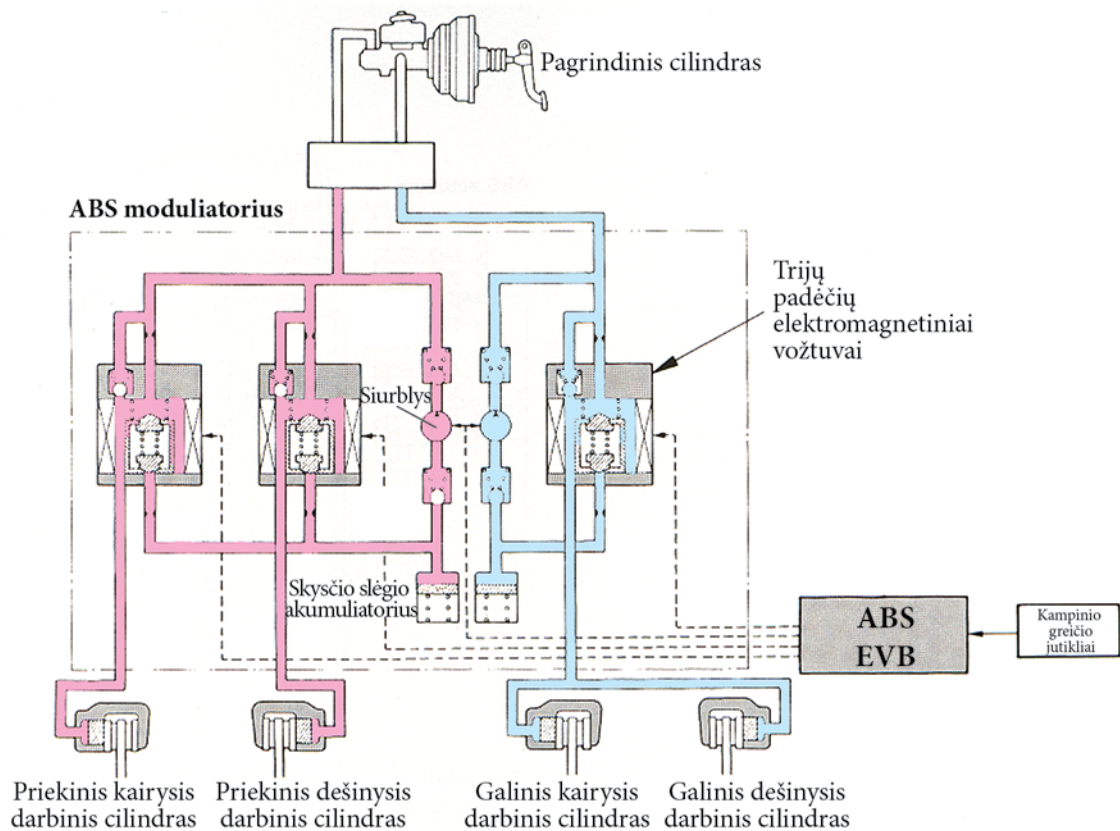 Pagrindinis cilindras
ABS moduliatorius
Trijų
padėčių
elektromagnetiniai
vožtuvai
Siurblys
Skysčio slėgio
akumuliatorius
ABS
EVB
Kampinio
greičio
jutikliai
Priekinis kairysis
darbinis cilindras
Priekinis dešinysis
darbinis cilindras
Galinis kairysis
darbinis cilindras
Galinis dešinysis
darbinis cilindras